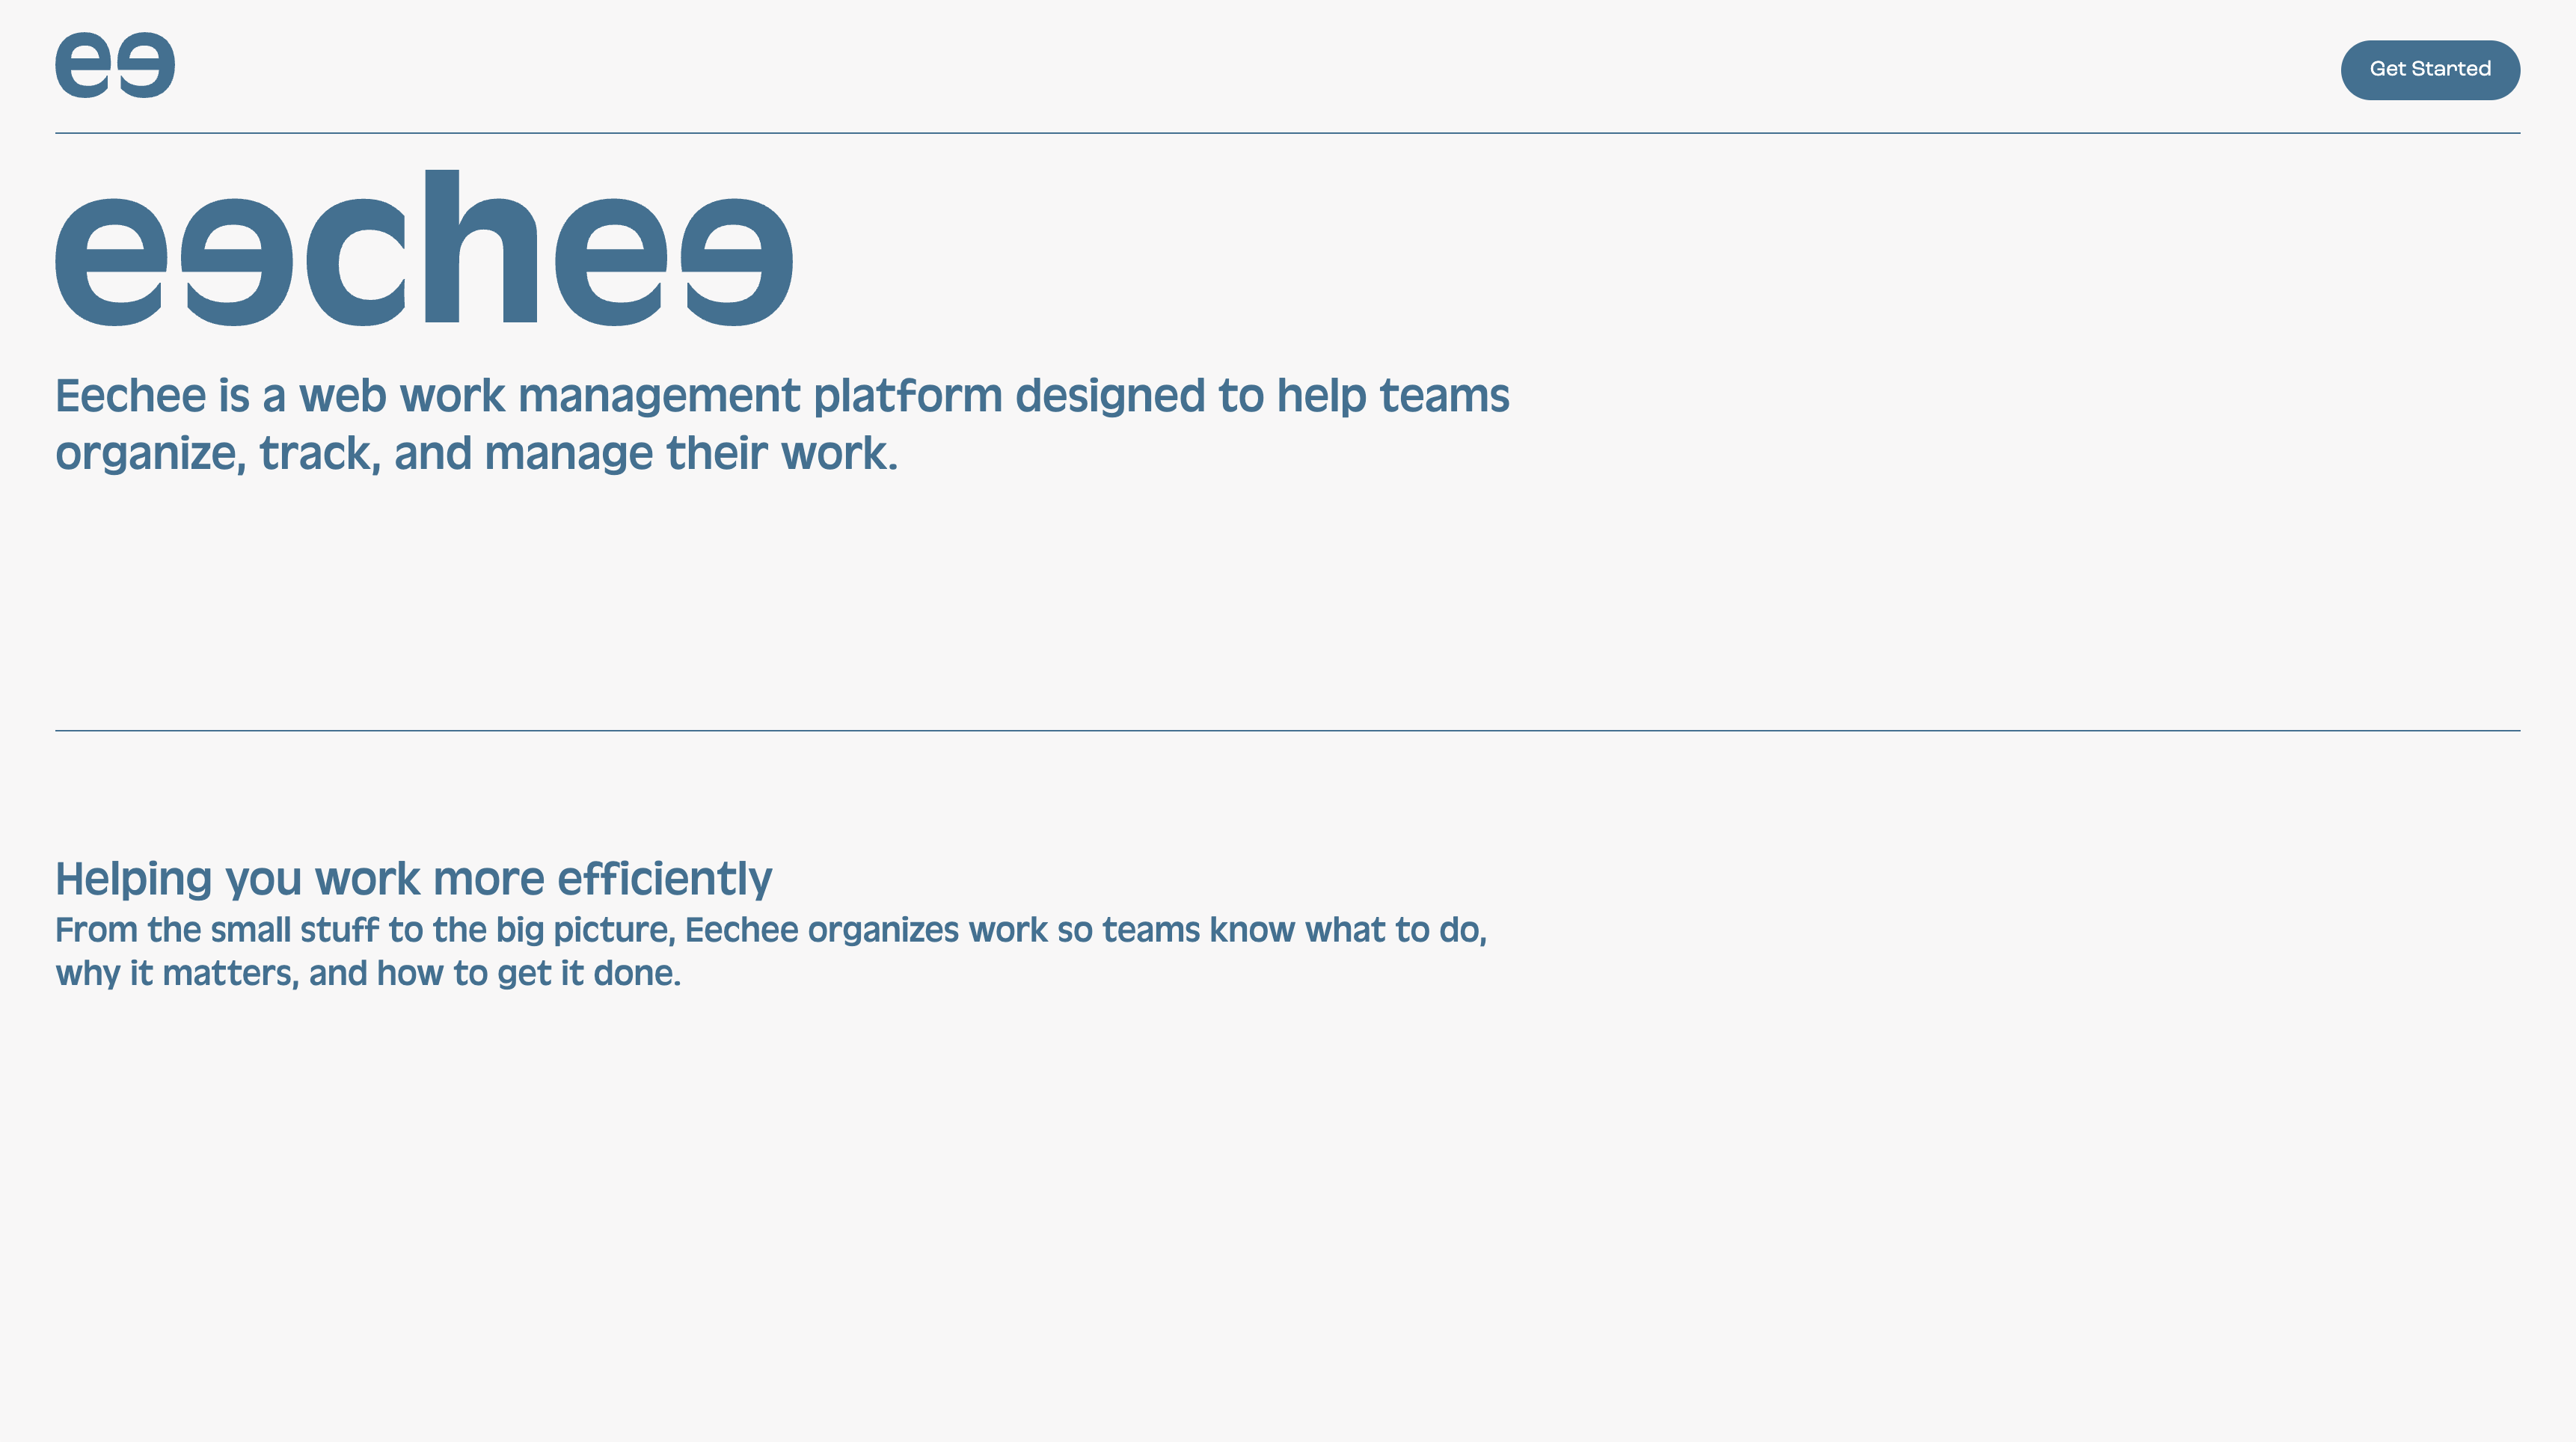 eeɘ
Get Started
eɘcheɘ
Eechee is a web work management platform designed to help teams
organize, track, and manage their work.
Helping you work more efficiently
From the small stuff to the big picture, Eechee organizes work so teams know what to do,
why it matters, and how to get it done.